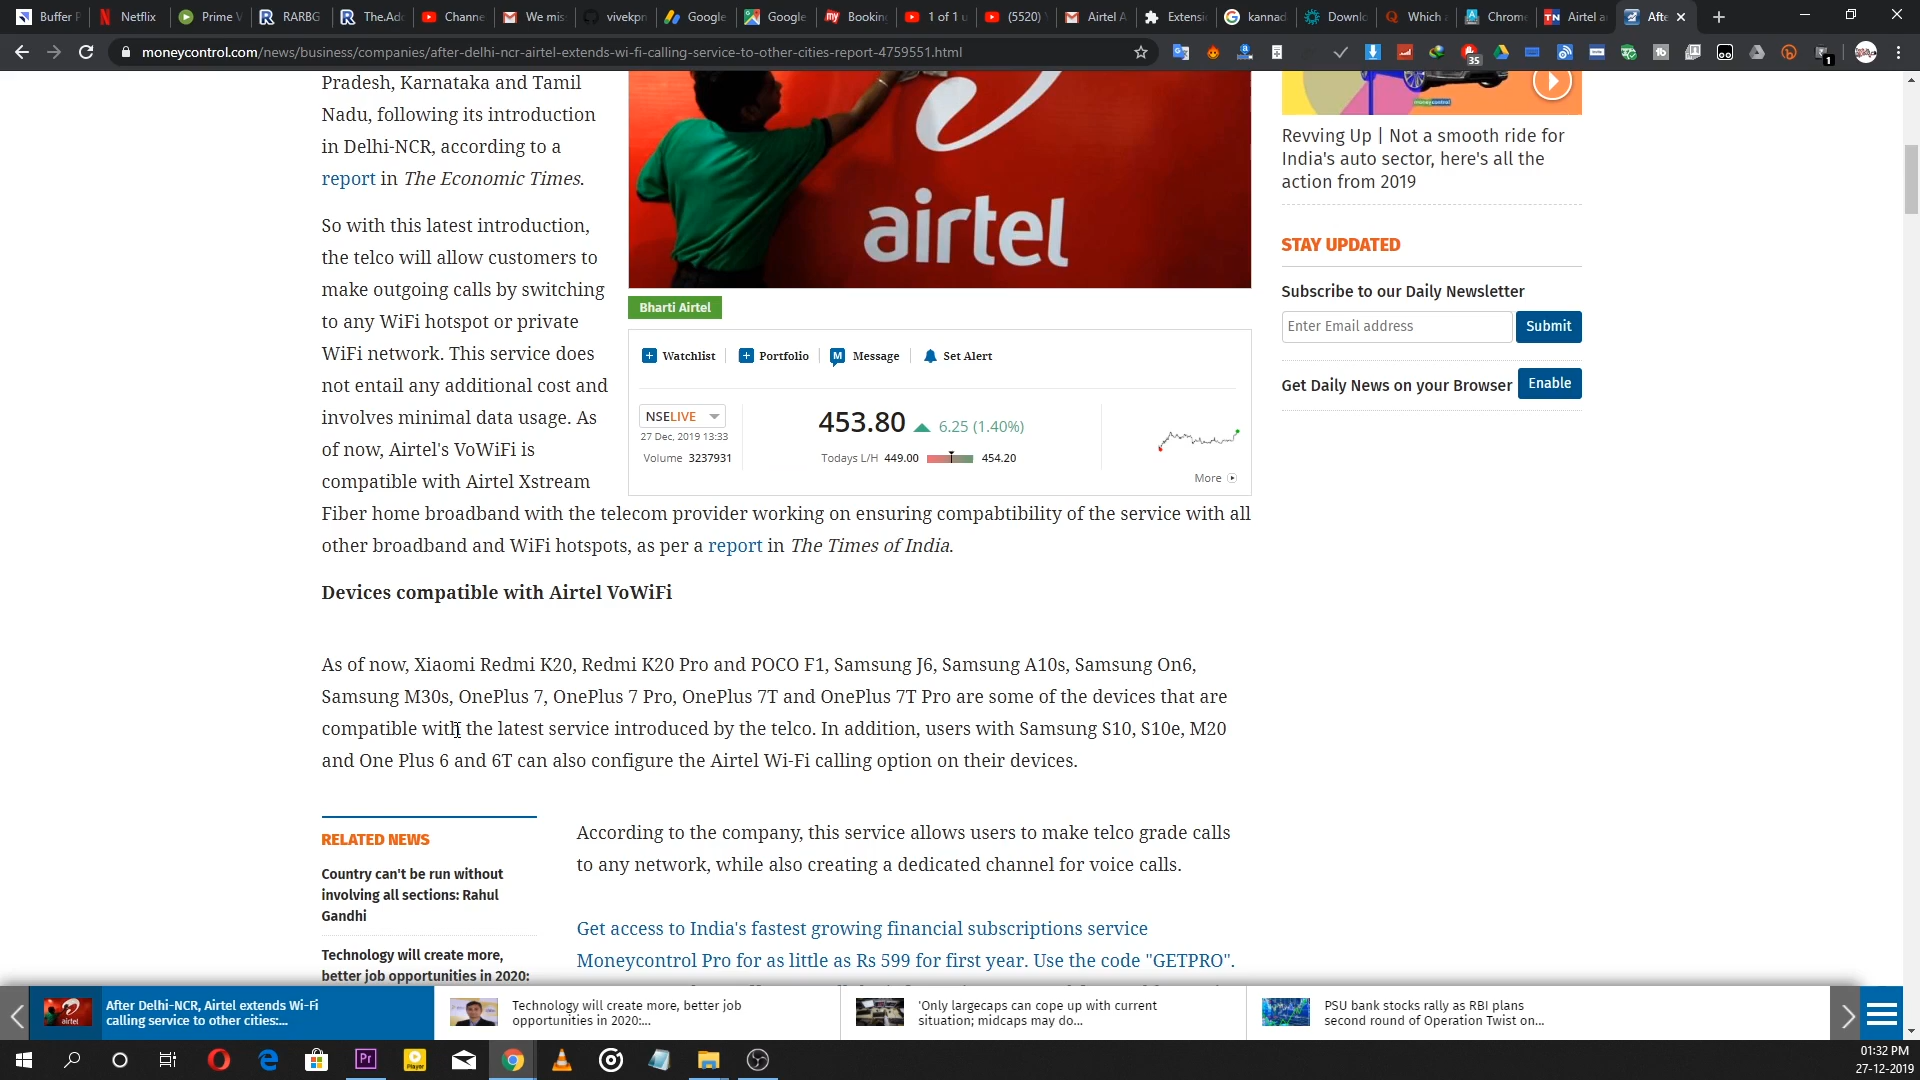 Buffer P
Netflix
Prime V
RARBG
The.Add
Channe
We mis
vivekpr
Google
Google
Bookin
1 of 1 u
(5520)
Airtel A
Extensi
kannad
Downlo
Which a
Chrome
Airtel a
Afte
moneycontrol.com/news/business/companies/after-delhi-ncr-airtel-extends-wi-fi-calling-service-to-other-cities-report-4759551.html
35
1
Pradesh, Karnataka and Tamil
Nadu, following its introduction
in Delhi-NCR, according to a
report in The Economic Times.
So with this latest introduction,
the telco will allow customers to
make outgoing calls by switching
to any WiFi hotspot or private
WiFi network. This service does
not entail any additional cost and
involves minimal data usage. As
of now, Airtel's VoWiFi is
compatible with Airtel Xstream
Fiber home broadband with the telecom provider working on ensuring compabtibility of the service with all
other broadband and WiFi hotspots, as per a report in The Times of India.
airtel
Bharti Airtel
Watchlist
Portfolio
M Message
Set Alert
NSELIVE
27 Dec, 2019 13:33
Volume 3237931
453.80 6.25 (1.40%)
Todays L/H 449.00 454.20
More
Devices compatible with Airtel VoWiFi
As of now, Xiaomi Redmi K20, Redmi K20 Pro and POCO F1, Samsung J6, Samsung A10s, Samsung On6,
Samsung M30s, OnePlus 7, OnePlus 7 Pro, OnePlus 7T and OnePlus 7T Pro are some of the devices that are
compatible with the latest service introduced by the telco. In addition, users with Samsung S10, S10e, M20
and One Plus 6 and 6T can also configure the Airtel Wi-Fi calling option on their devices.
RELATED NEWS
Country can't be run without
involving all sections: Rahul
Gandhi
Technology will create more,
better job opportunities in 2020:
According to the company, this service allows users to make telco grade calls
to any network, while also creating a dedicated channel for voice calls.
Get access to India's fastest growing financial subscriptions service
Moneycontrol Pro for as little as Rs 599 for first year. Use the code "GETPRO".
Revving Up | Not a smooth ride for
India's auto sector, here's all the
action from 2019
STAY UPDATED
Subscribe to our Daily Newsletter
Enter Email address
Submit
Get Daily News on your Browser
Enable
After Delhi-NCR, Airtel extends Wi-Fi
calling service to other cities:...
Technology will create more, better job
opportunities in 2020:...
'Only largecaps can cope up with current
situation; midcaps may do...
PSU bank stocks rally as RBI plans
second round of Operation Twist on...
Pr
Player
01:32 PM
27-12-2019